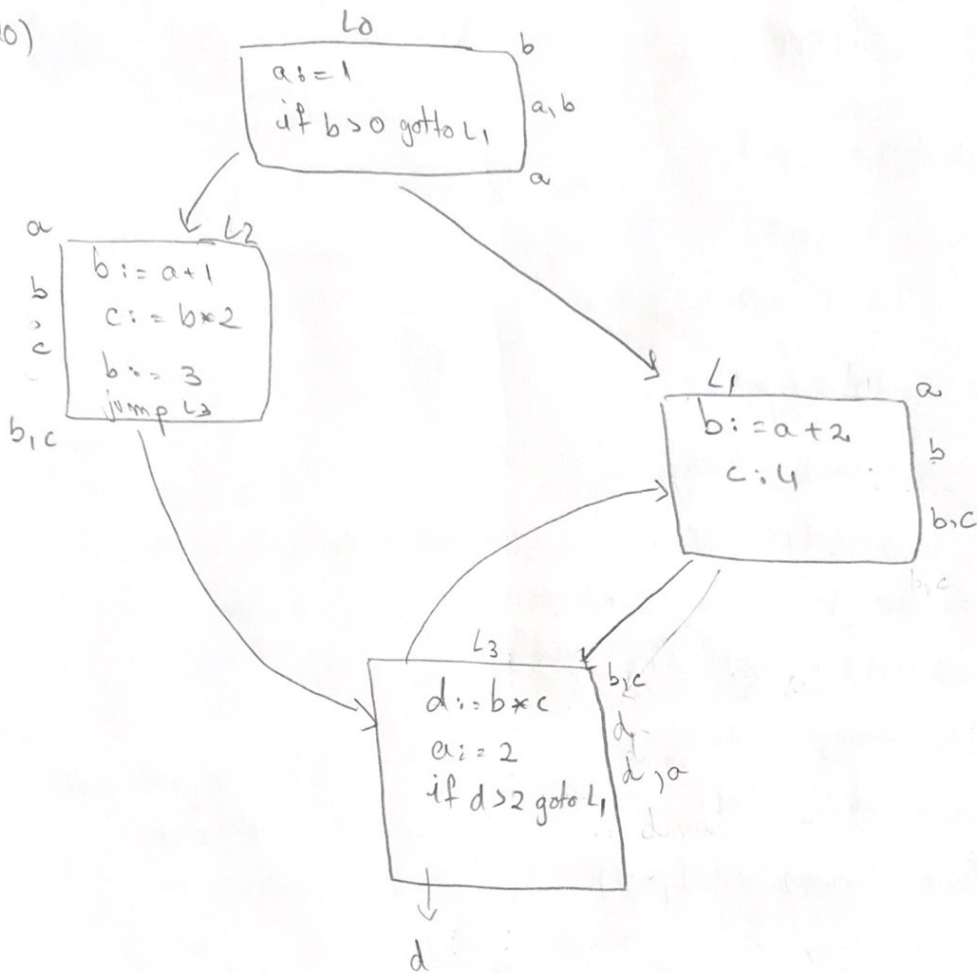 10)
L0
b
a:=1
a,b
if b>0 gotto L1
a
a
L2
b:=a+1
b
c:=b*2
c
b:=3
jump L3
b,c
L1
a
b:=a+2
b
c:4
b,c
b,c
L3
b,c
d:=b*c
d
a:=2
d,a
if d>2 goto L1
d